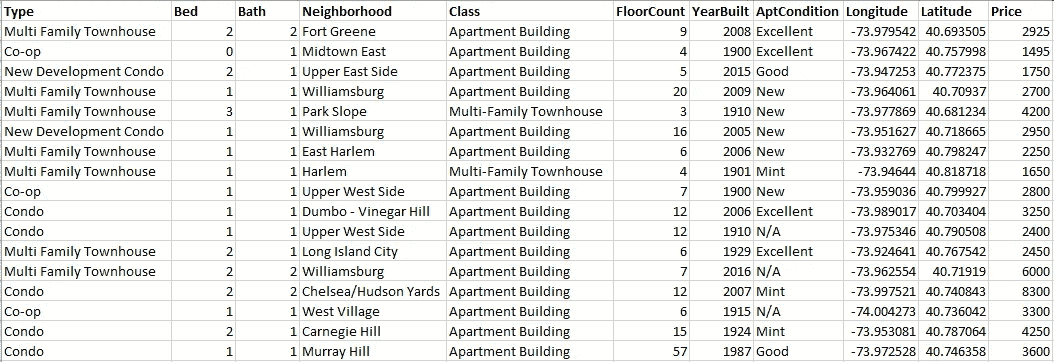 Type Bed Bath Neighborhood Class FloorCount YearBuilt AptCondition Longitude Latitude Price
Multi Family Townhouse 2 2 Fort Greene Apartment Building 9 2008 Excellent -73.979542 40.693505 2925
Co-op 0 1 Midtown East Apartment Building 4 1900 Excellent -73.967422 40.757998 1495
New Development Condo 2 1 Upper East Side Apartment Building 5 2015 Good -73.947253 40.772375 1750
Multi Family Townhouse 1 1 Williamsburg Apartment Building 20 2009 New -73.964061 40.70937 2700
Multi Family Townhouse 3 1 Park Slope Multi-Family Townhouse 3 1910 New -73.977869 40.681234 4200
New Development Condo 1 1 Williamsburg Apartment Building 16 2005 New -73.951627 40.718665 2950
Multi Family Townhouse 1 1 East Harlem Apartment Building 6 2006 New -73.932769 40.798247 2250
Multi Family Townhouse 1 1 Harlem Multi-Family Townhouse 4 1901 Mint -73.94644 40.818718 1650
Co-op 1 1 Upper West Side Apartment Building 7 1900 New -73.959036 40.799927 2800
Condo 1 1 Dumbo - Vinegar Hill Apartment Building 12 2006 Excellent -73.989017 40.703404 3250
Condo 1 1 Upper West Side Apartment Building 12 1910 N/A -73.975346 40.790508 2400
Multi Family Townhouse 2 1 Long Island City Apartment Building 6 1929 Excellent -73.924641 40.767542 2450
Multi Family Townhouse 2 2 Williamsburg Apartment Building 7 2016 N/A -73.962554 40.71919 6000
Condo 2 2 Chelsea/Hudson Yards Apartment Building 12 2007 Mint -73.997521 40.740843 8300
Co-op 1 1 West Village Apartment Building 6 1915 N/A -74.004273 40.736042 3300
Condo 2 1 Carnegie Hill Apartment Building 15 1924 Mint -73.953081 40.787064 4250
Condo 1 1 Murray Hill Apartment Building 57 1987 Good -73.972528 40.746358 3600